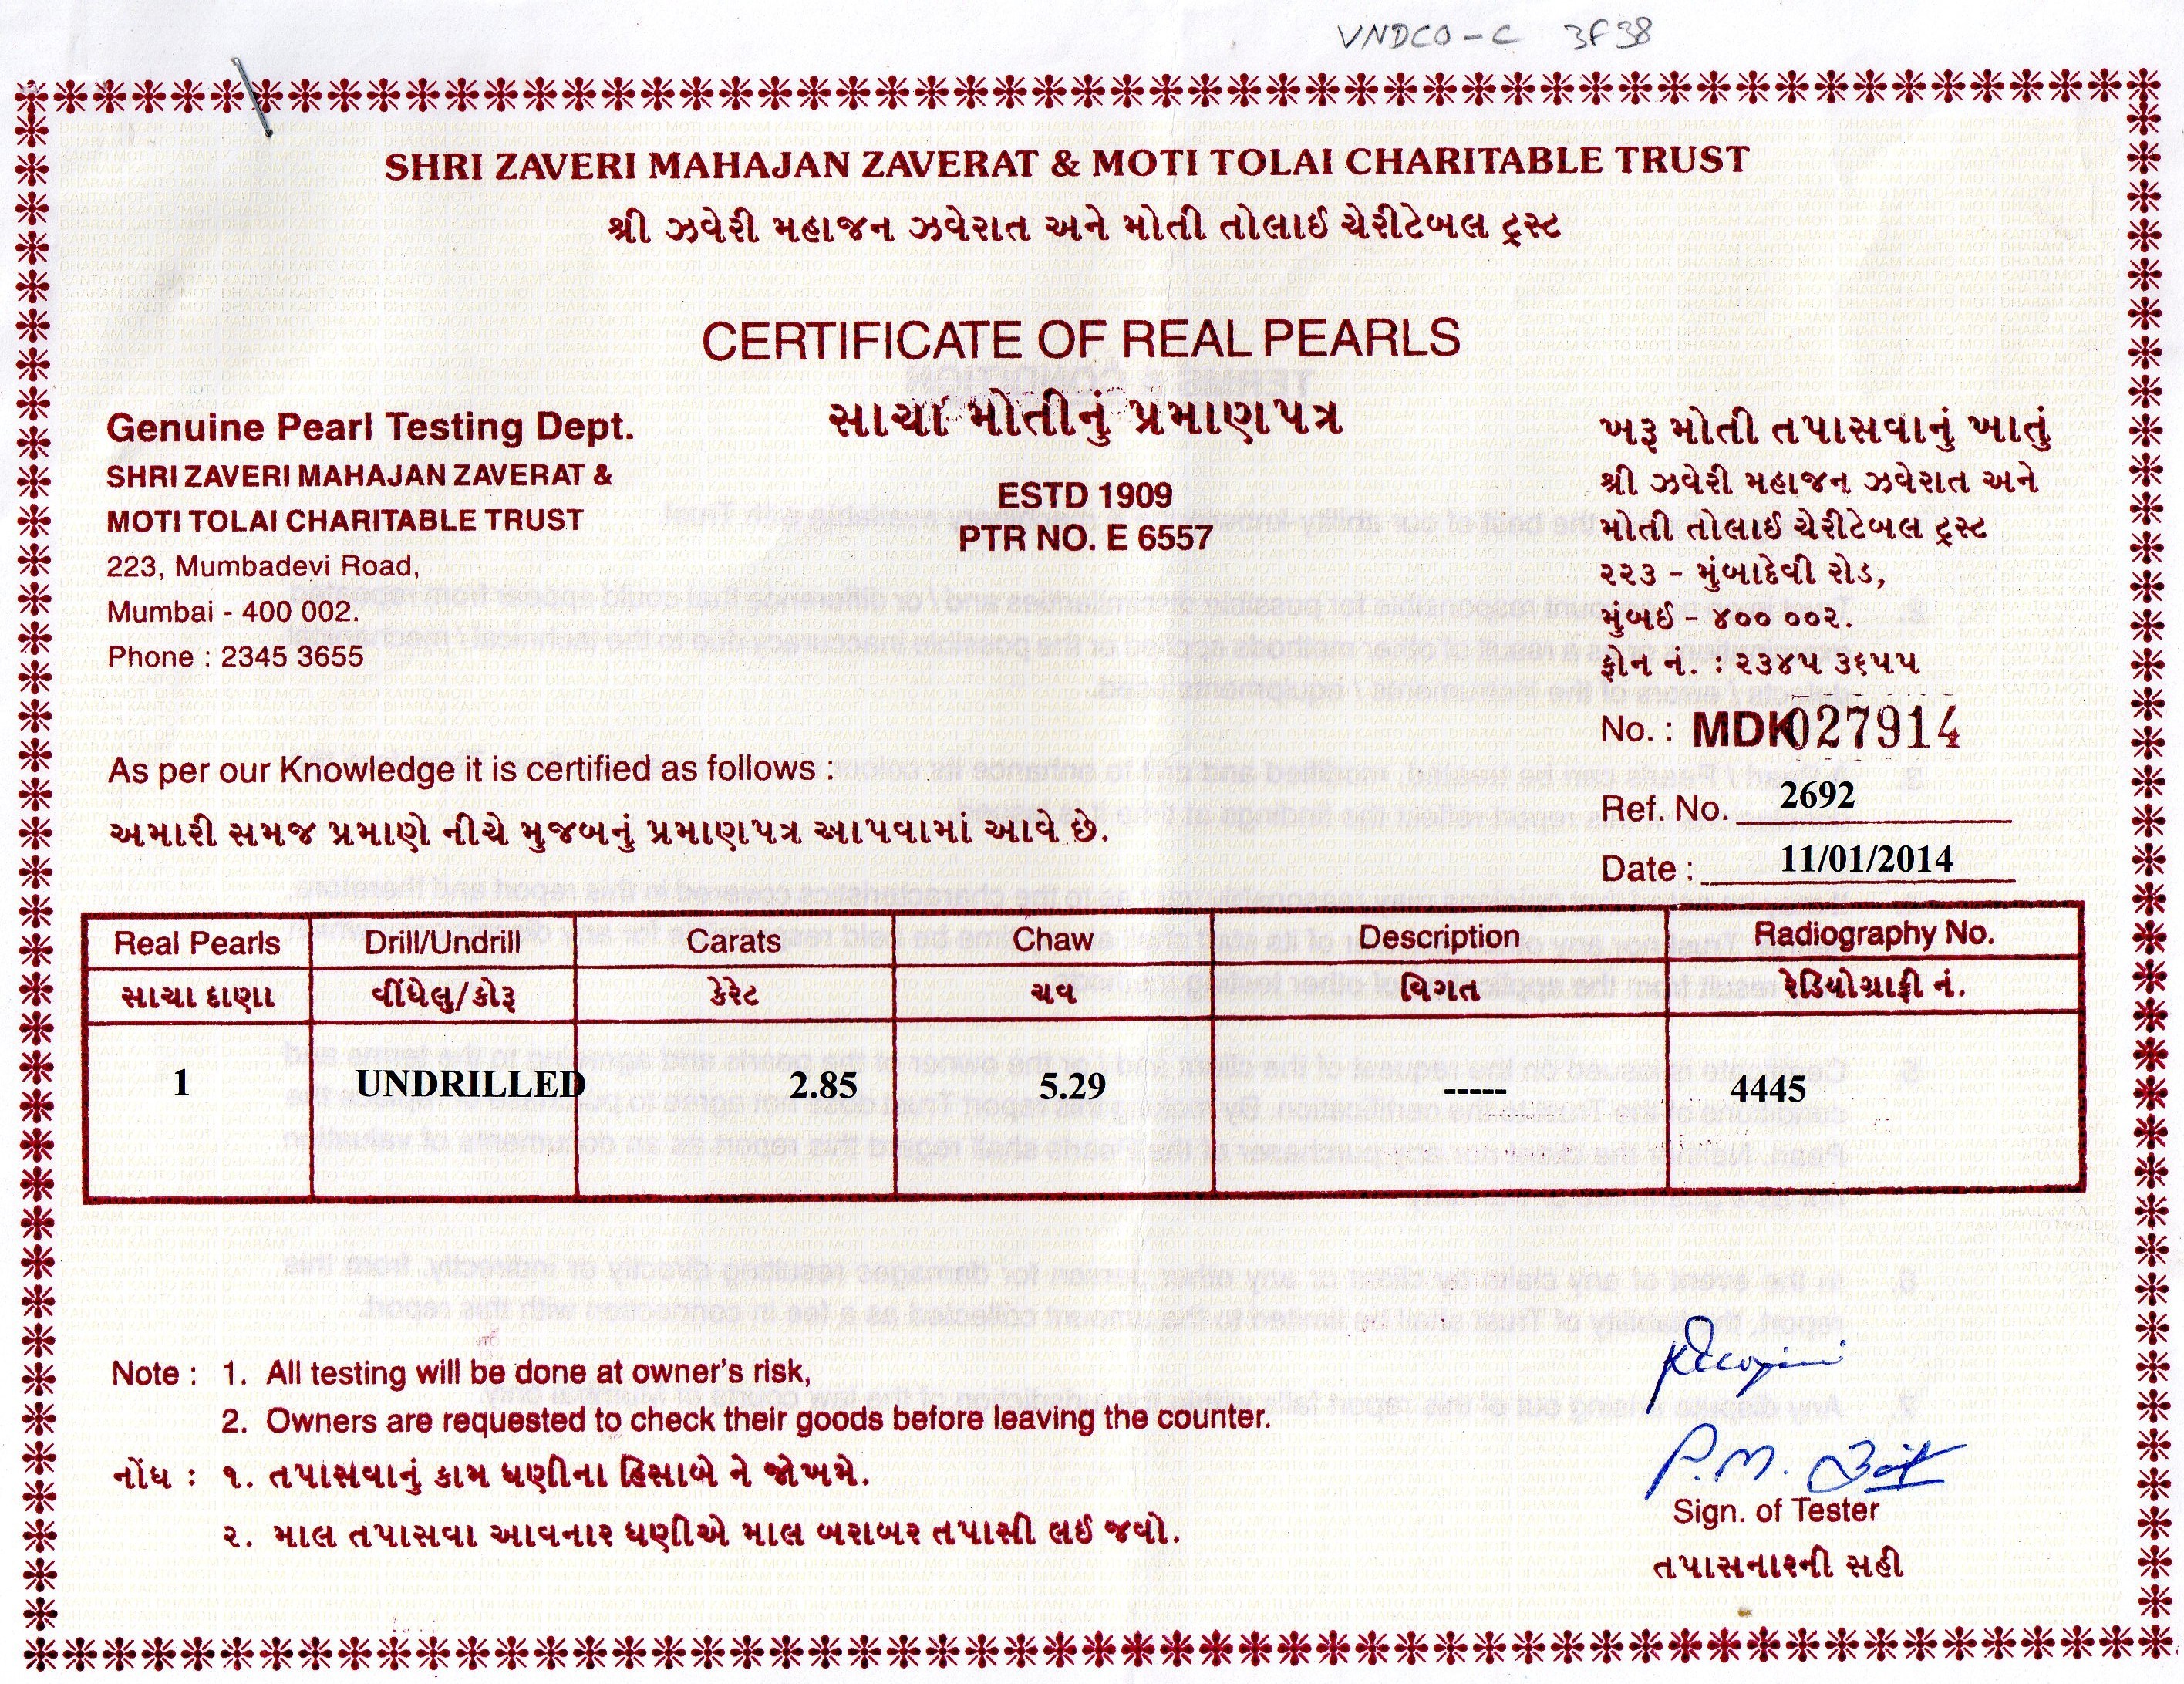 VNDCO-C 3F38
SHRI ZAVERI MAHAJAN ZAVERAT & MOTI TOLAI CHARITABLE TRUST
શ્રી ઝવેરી મહાજન ઝવેરાત અને મોતી તોલાઈ ચેરીટેબલ ટ્રસ્ટ
CERTIFICATE OF REAL PEARLS
સાચા મોતીનું પ્રમાણપત્ર
ESTD 1909
PTR NO. E 6557
Genuine Pearl Testing Dept.
SHRI ZAVERI MAHAJAN ZAVERAT &
MOTI TOLAI CHARITABLE TRUST
223, Mumbadevi Road,
Mumbai - 400 002.
Phone : 2345 3655
ખરૂ મોતી તપાસવાનું ખાતું
શ્રી ઝવેરી મહાજન ઝવેરાત અને
મોતી તોલાઈ ચેરીટેબલ ટ્રસ્ટ
૨૨૩ - મુંબાદેવી રોડ,
મુંબઈ - ૪૦૦ ૦૦૨.
ફોન નં. : ૨૩૪૫ ૩૬૫૫
No. : MDK027914
Ref. No. 2692
Date : 11/01/2014
As per our Knowledge it is certified as follows :
અમારી સમજ પ્રમાણે નીચે મુજબનું પ્રમાણપત્ર આપવામાં આવે છે.
Real Pearls Drill/Undrill Carats Chaw Description Radiography No.
સાચા દાણા વીંધેલુ/કોરૂ કેરેટ ચવ વિગત રેડિયોગ્રાફી નં.
1 UNDRILLED 2.85 5.29 ----- 4445
Note : 1. All testing will be done at owner's risk,
2. Owners are requested to check their goods before leaving the counter.
નોંધ : ૧. તપાસવાનું કામ ધણીના હિસાબે ને જોખમે.
૨. માલ તપાસવા આવનાર ધણીએ માલ બરાબર તપાસી લઈ જવો.
P.M.
Sign. of Tester
તપાસનારની સહી